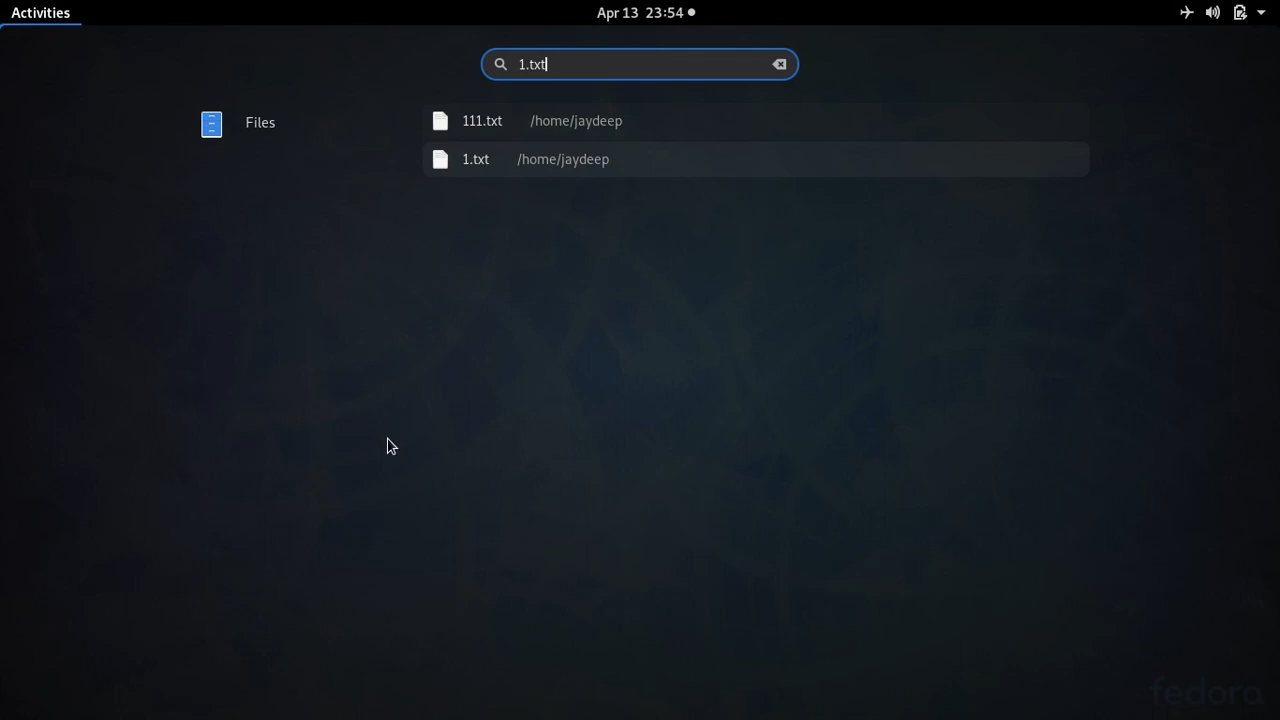 Activities
Apr 13 23:54
1.txt
Files
111.txt /home/jaydeep
1.txt /home/jaydeep
fedora